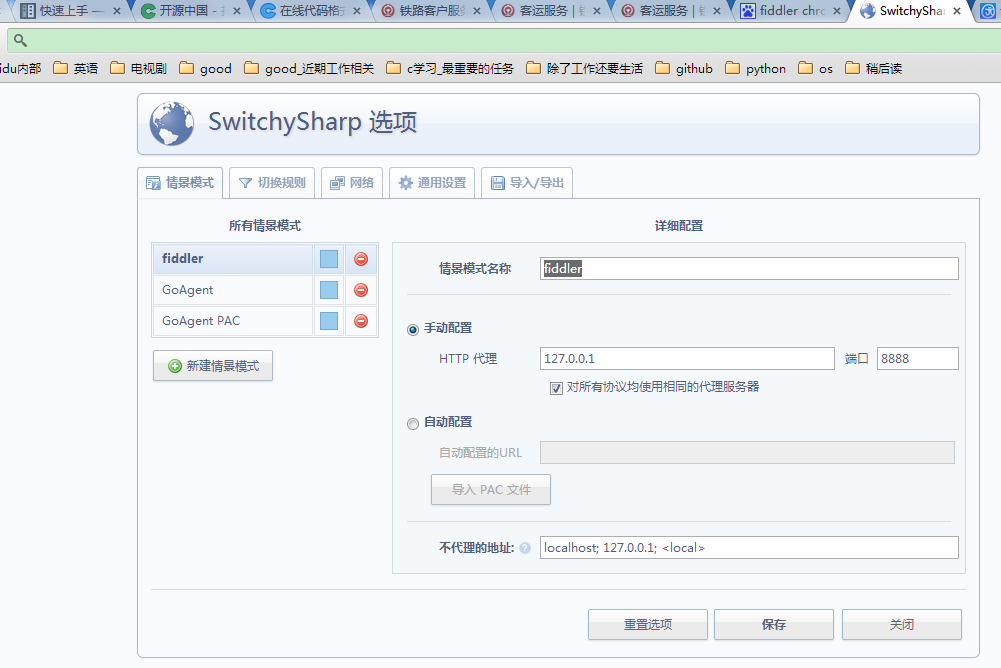 快速上手 —
开源中国 -
在线代码格式
铁路客户服
客运服务 |
客运服务 |
fiddler chr
SwitchyShar
idu内部 英语 电视剧 good good_近期工作相关 c学习_最重要的任务 除了工作还要生活 github python os 稍后读
SwitchySharp 选项
情景模式 切换规则 网络 通用设置 导入/导出
所有情景模式
fiddler
GoAgent
GoAgent PAC
新建情景模式
详细配置
情景模式名称 fiddler
手动配置
HTTP 代理 127.0.0.1 端口 8888
对所有协议均使用相同的代理服务器
自动配置
自动配置的URL
导入 PAC 文件
不代理的地址: localhost; 127.0.0.1; <local>
重置选项 保存 关闭